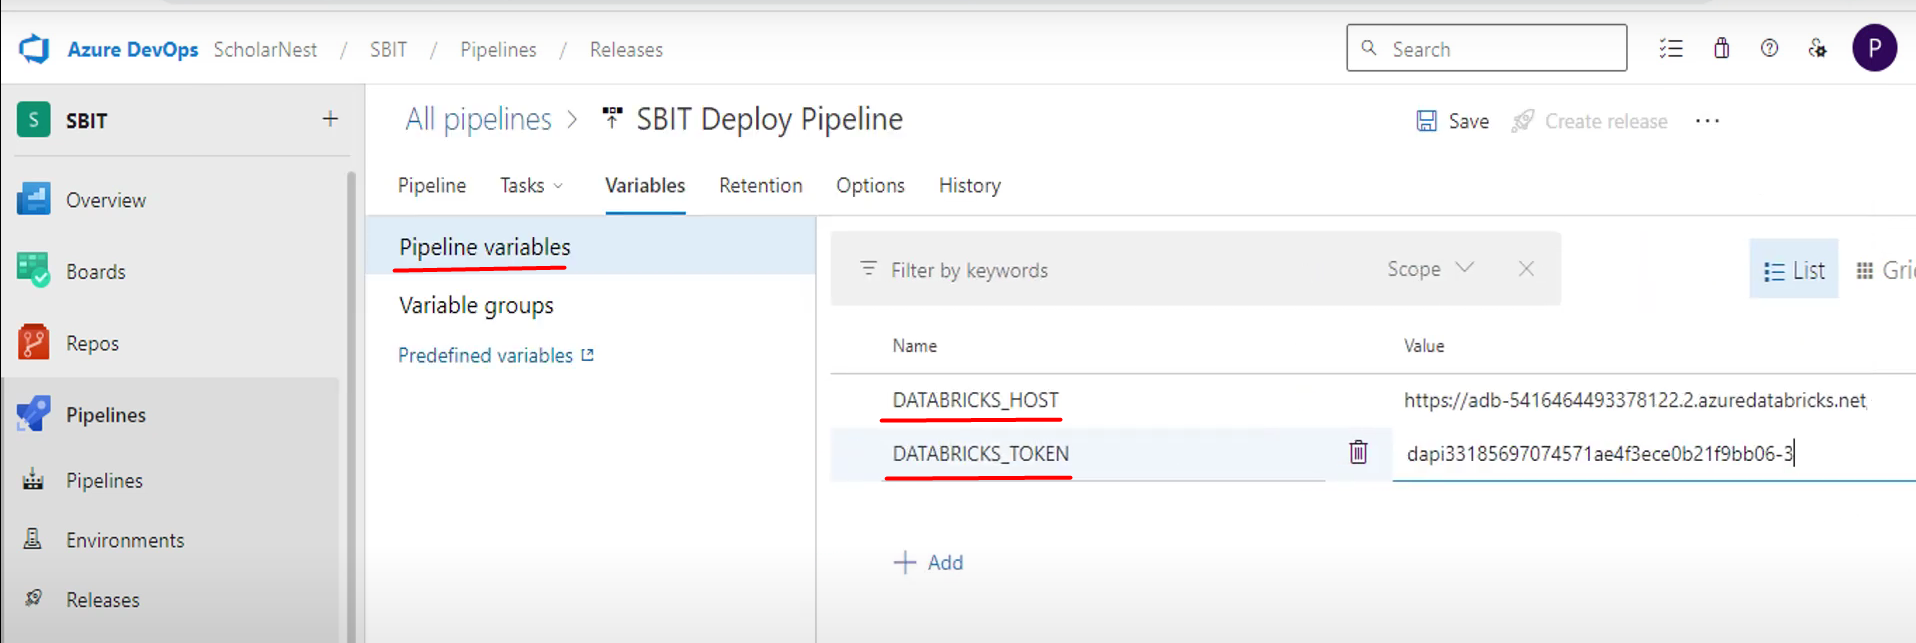 Azure DevOps ScholarNest / SBIT / Pipelines / Releases
Search
P
S SBIT +
All pipelines > SBIT Deploy Pipeline
Save Create release ...
Overview
Boards
Repos
Pipelines
Pipelines
Environments
Releases
Pipeline Tasks Variables Retention Options History
Pipeline variables
Variable groups
Predefined variables
Filter by keywords Scope List Gri
Name Value
DATABRICKS_HOST https://adb-5416464493378122.2.azuredatabricks.net
DATABRICKS_TOKEN dapi33185697074571ae4f3ece0b21f9bb06-3
+ Add